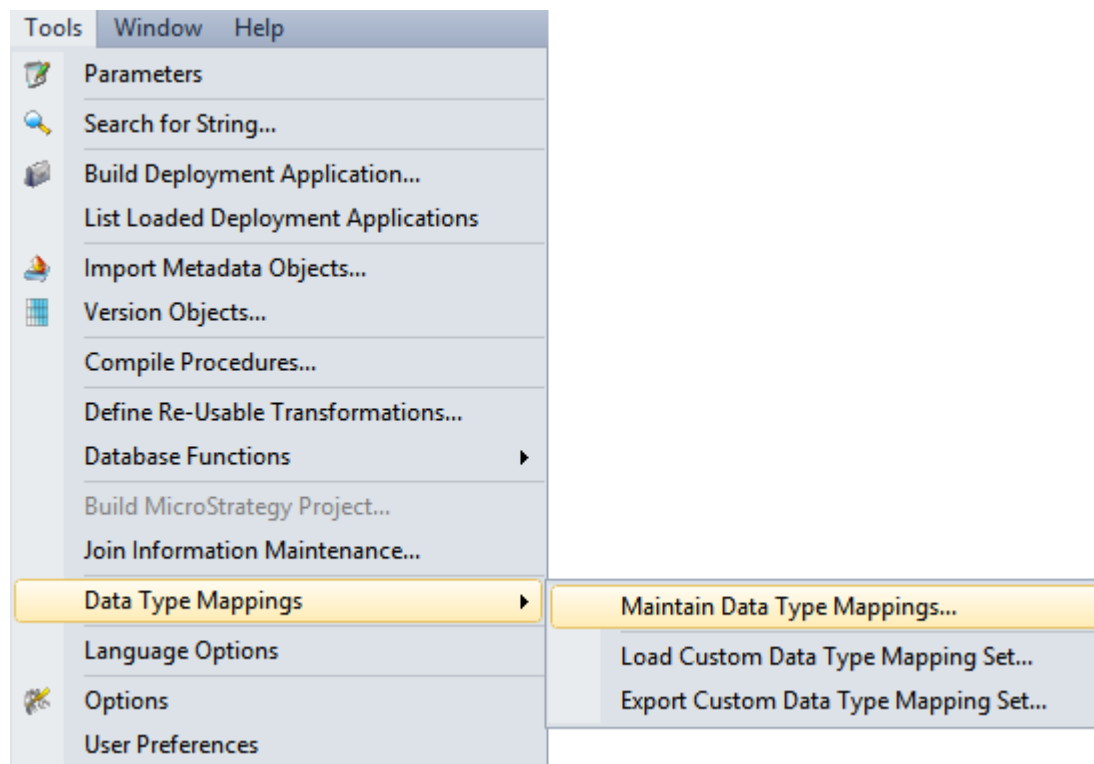 Tools Window Help
Parameters
Search for String...
Build Deployment Application...
List Loaded Deployment Applications
Import Metadata Objects...
Version Objects...
Compile Procedures...
Define Re-Usable Transformations...
Database Functions
Build MicroStrategy Project...
Join Information Maintenance...
Data Type Mappings
Maintain Data Type Mappings...
Language Options
Load Custom Data Type Mapping Set...
Options
Export Custom Data Type Mapping Set...
User Preferences